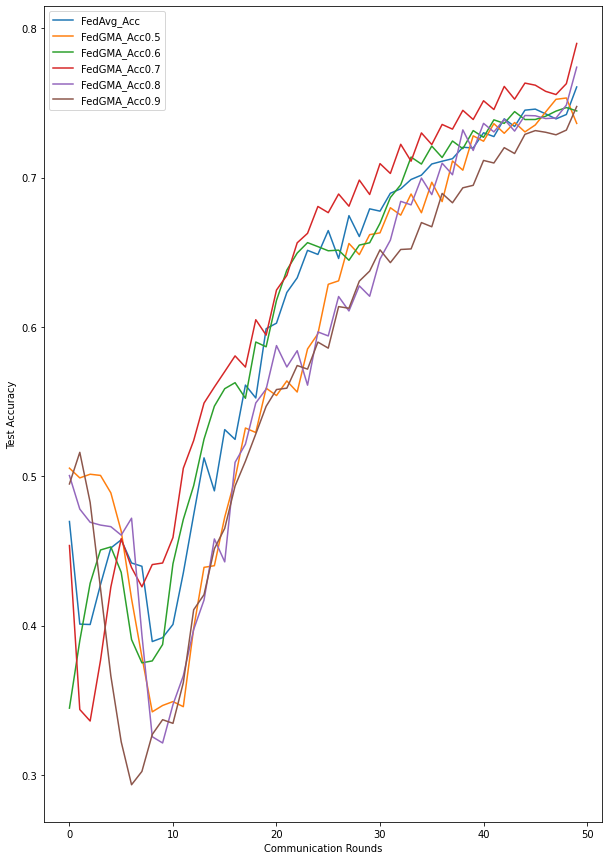 FedAvg_Acc
FedGMA_Acc0.5
FedGMA_Acc0.6
FedGMA_Acc0.7
FedGMA_Acc0.8
FedGMA_Acc0.9
0.8
0.7
0.6
0.5
0.4
0.3
Test Accuracy
0 10 20 30 40 50
Communication Rounds